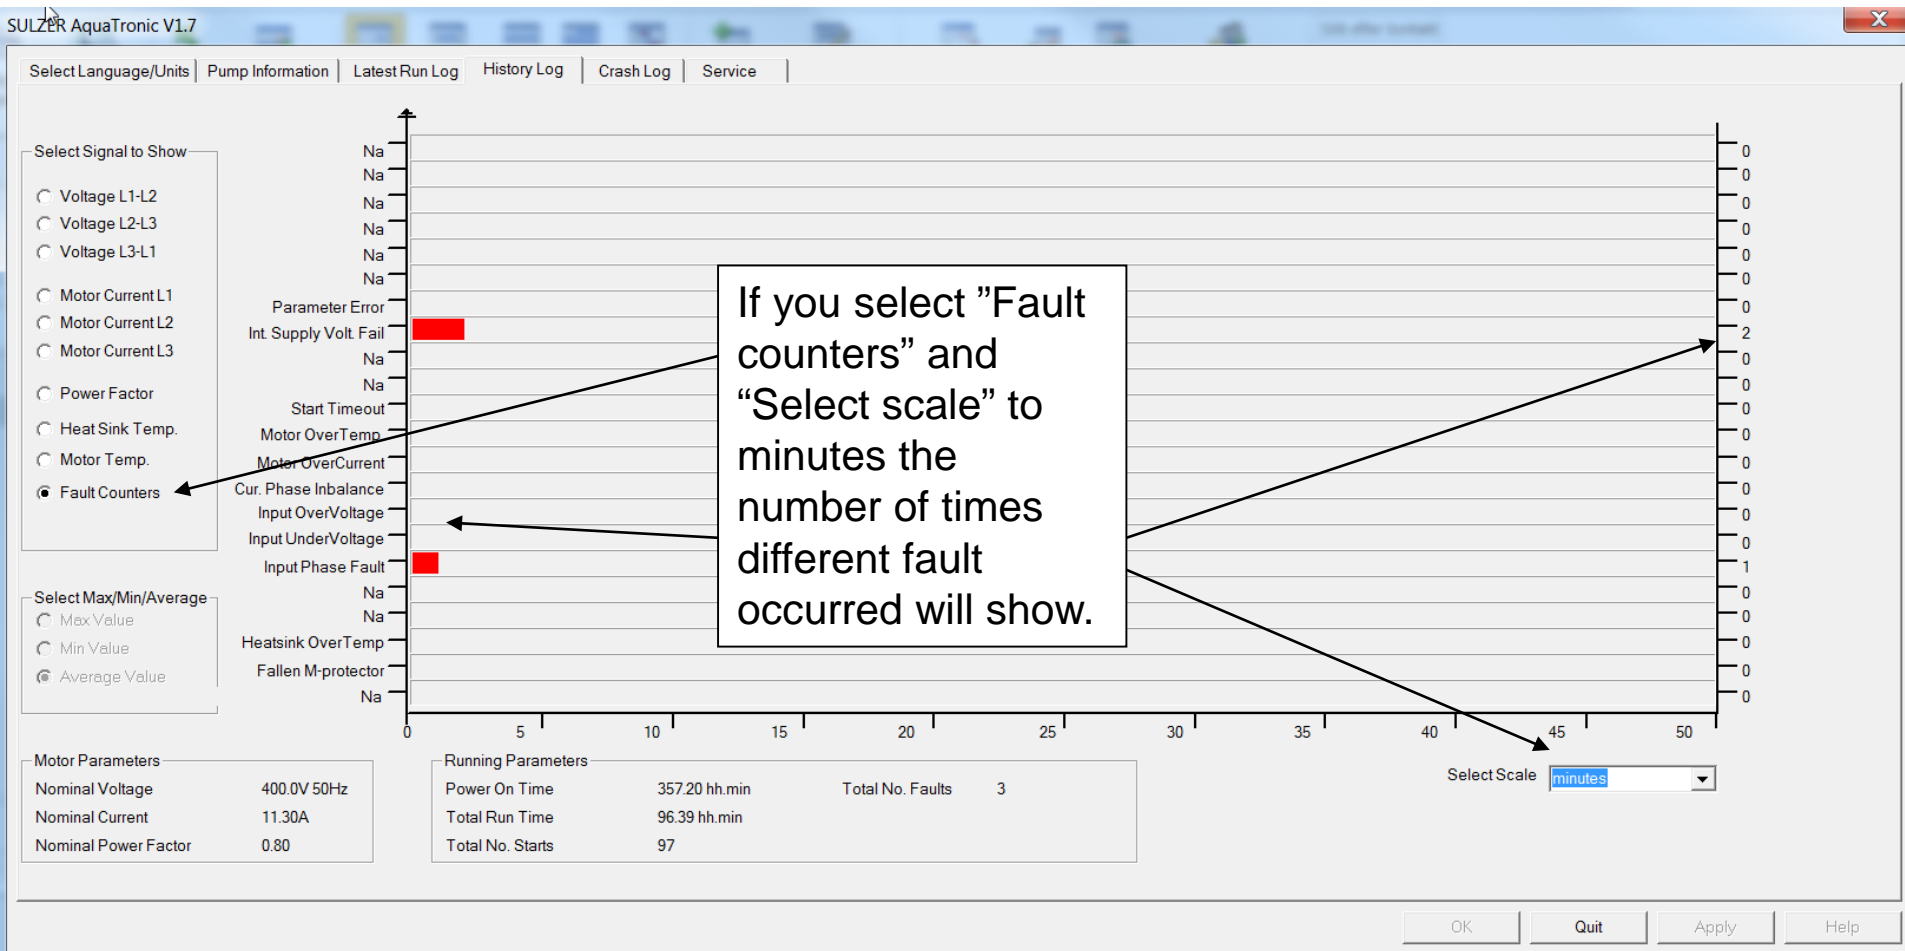 SULZER AquaTronic V1.7
Select Language/Units Pump Information Latest Run Log History Log Crash Log Service
Select Signal to Show
Voltage L1-L2
Voltage L2-L3
Voltage L3-L1
Motor Current L1
Motor Current L2
Motor Current L3
Power Factor
Heat Sink Temp.
Motor Temp.
Fault Counters
Select Max/Min/Average
Max Value
Min Value
Average Value
Na 0
Na 0
Na 0
Na 0
Na 0
Na 0
Parameter Error 0
Int. Supply Volt. Fail 2
Na 0
Na 0
Start Timeout 0
Motor OverTemp. 0
Motor OverCurrent 0
Cur. Phase Inbalance 0
Input OverVoltage 0
Input UnderVoltage 0
Input Phase Fault 1
Na 0
Na 0
Heatsink OverTemp 0
Fallen M-protector 0
Na 0
0 5 10 15 20 25 30 35 40 45 50
If you select ”Fault
counters” and
“Select scale” to
minutes the
number of times
different fault
occurred will show.
Motor Parameters
Nominal Voltage 400.0V 50Hz
Nominal Current 11.30A
Nominal Power Factor 0.80
Running Parameters
Power On Time 357.20 hh.min Total No. Faults 3
Total Run Time 96.39 hh.min
Total No. Starts 97
Select Scale minutes
OK Quit Apply Help